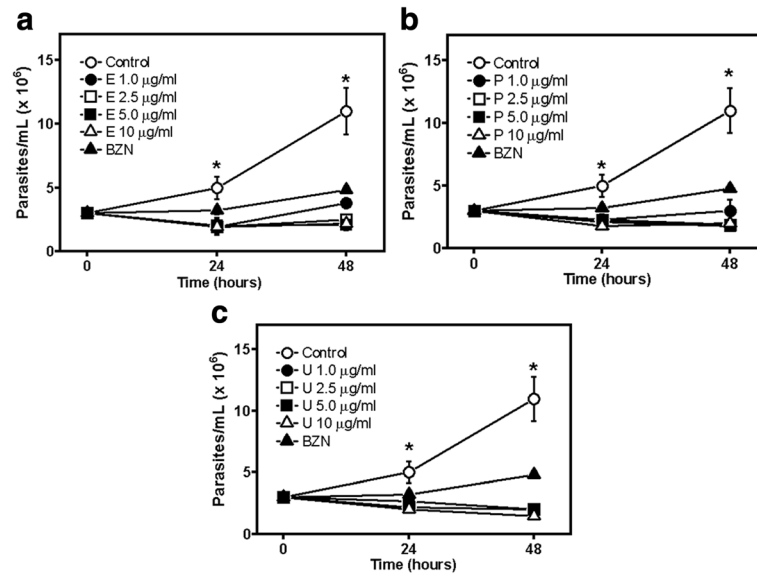 a
Parasites/mL (x 10⁶)
15
10
5
0
Control
E 1.0 µg/ml
E 2.5 µg/ml
E 5.0 µg/ml
E 10 µg/ml
BZN
*
*
0 24 48
Time (hours)
b
Parasites/mL (x 10⁶)
15
10
5
0
Control
P 1.0 µg/ml
P 2.5 µg/ml
P 5.0 µg/ml
P 10 µg/ml
BZN
*
*
0 24 48
Time (hours)
c
Parasites/mL (x 10⁶)
15
10
5
0
Control
U 1.0 µg/ml
U 2.5 µg/ml
U 5.0 µg/ml
U 10 µg/ml
BZN
*
*
0 24 48
Time (hours)